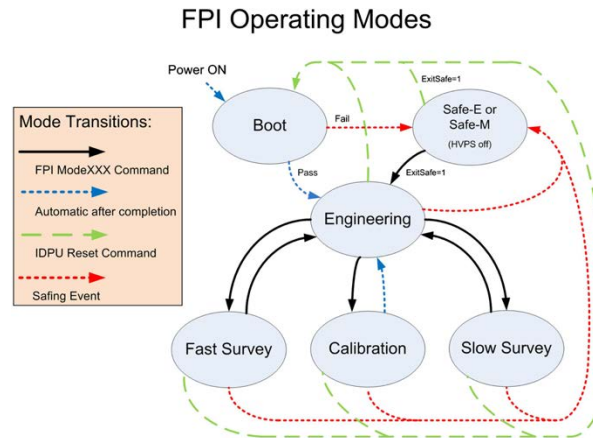 FPI Operating Modes
Power ON
ExitSafe=1
Boot
Fail
Safe-E or
Safe-M
(HVPS off)
Mode Transitions:
FPI ModeXXX Command
Automatic after completion
IDPU Reset Command
Safing Event
Pass
ExitSafe=1
Engineering
Fast Survey
Calibration
Slow Survey